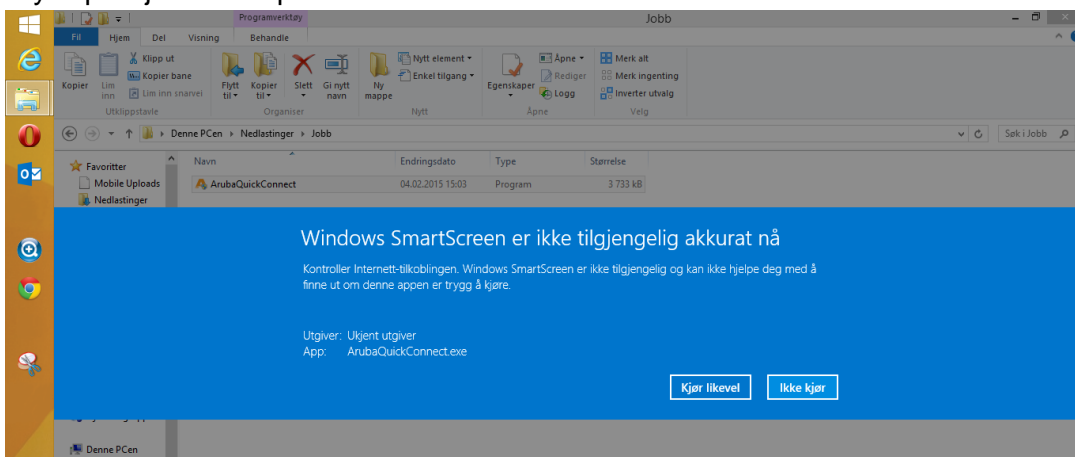 Programverktøy
Jobb
Fil Hjem Del Visning Behandle
Kopier
Lim inn
Klipp ut
Kopier bane
Lim inn snarvei
Utklippstavle
Flytt til
Kopier til
Slett
Gi nytt navn
Organiser
Ny mappe
Nytt element
Enkel tilgang
Nytt
Egenskaper
Åpne
Rediger
Logg
Åpne
Merk alt
Merk ingenting
Inverter utvalg
Velg
Denne PCen Nedlastinger Jobb
Søk i Jobb
Favoritter
Mobile Uploads
Nedlastinger
Navn Endringsdato Type Størrelse
ArubaQuickConnect 04.02.2015 15:03 Program 3 733 kB
Windows SmartScreen er ikke tilgjengelig akkurat nå
Kontroller Internett-tilkoblingen. Windows SmartScreen er ikke tilgjengelig og kan ikke hjelpe deg med å
finne ut om denne appen er trygg å kjøre.
Utgiver: Ukjent utgiver
App: ArubaQuickConnect.exe
Kjør likevel
Ikke kjør
Denne PCen